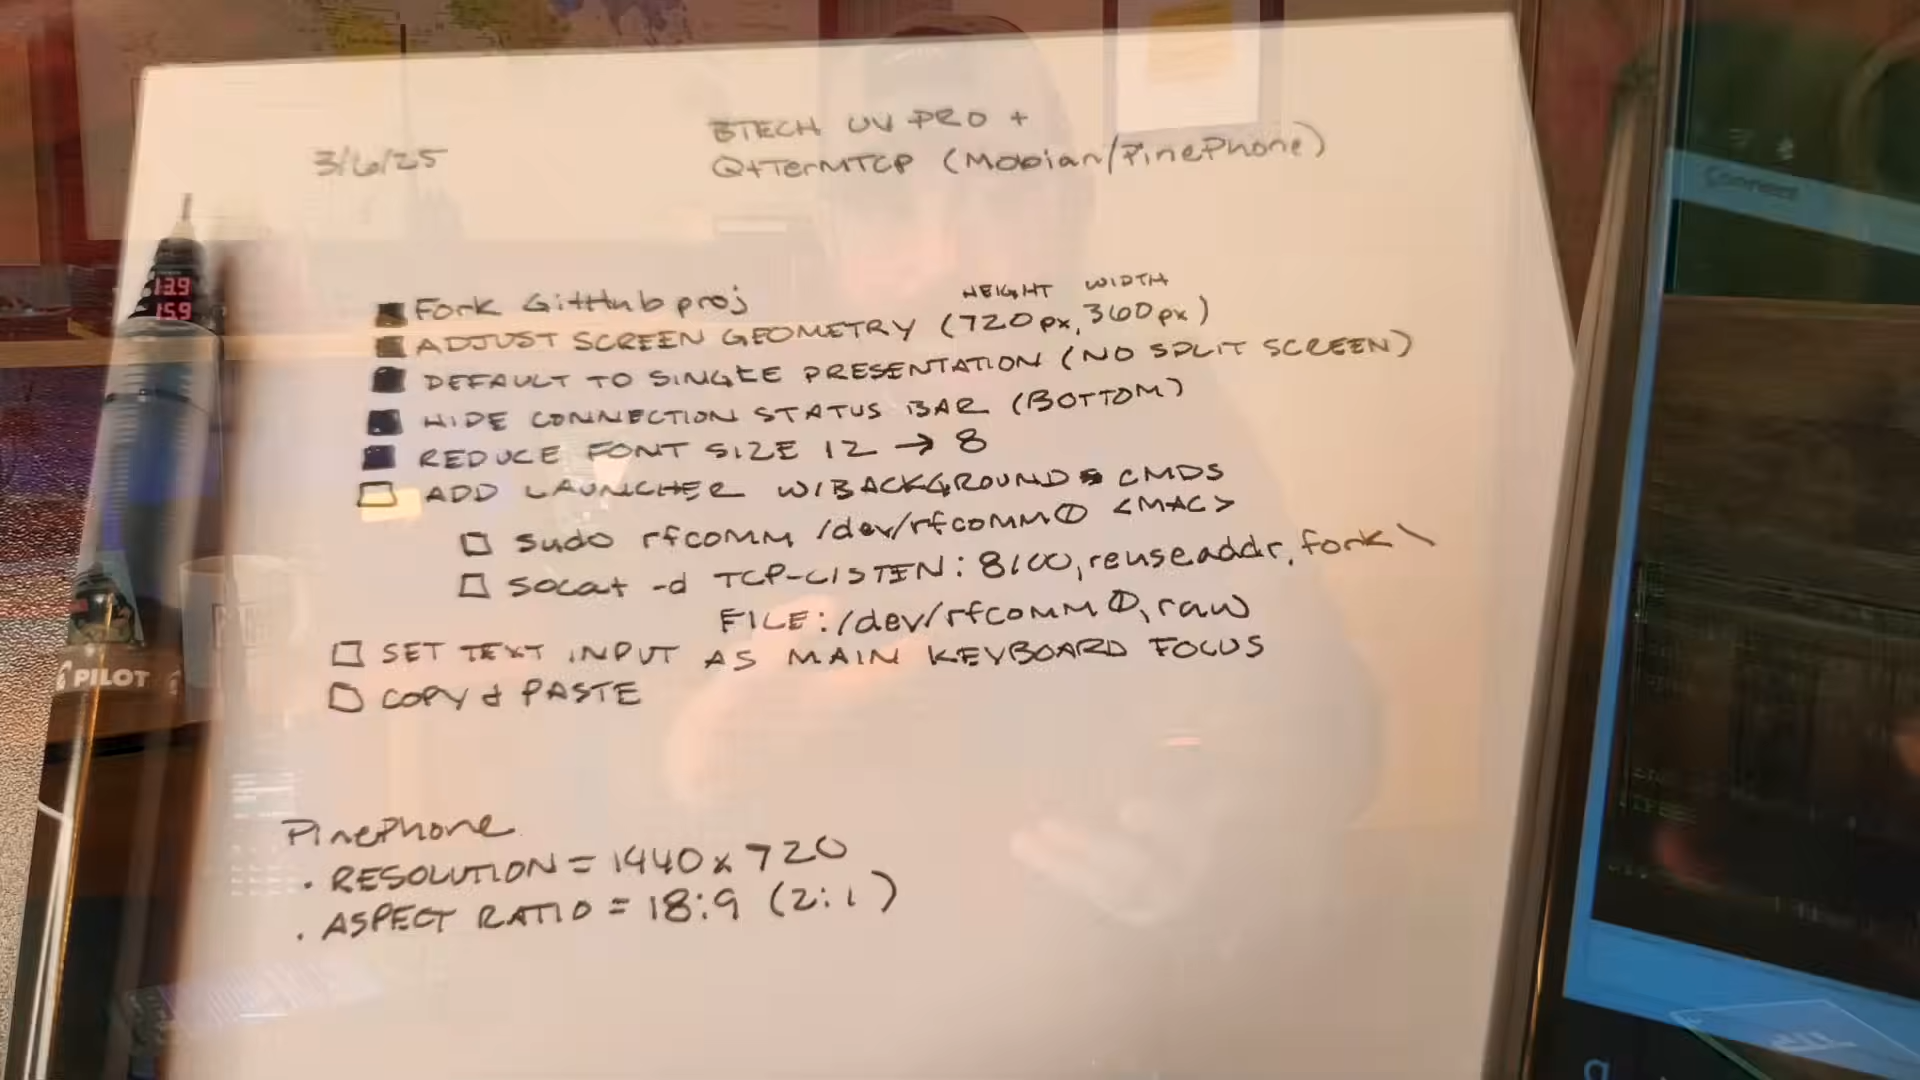 3/6/25
BTECH UV PRO +
QtTerMTCP (Mobian/PinePhone)
HEIGHT WIDTH
Fork GitHub proj
ADJUST SCREEN GEOMETRY (720px, 360px)
DEFAULT TO SINGLE PRESENTATION (NO SPLIT SCREEN)
HIDE CONNECTION STATUS BAR (BOTTOM)
REDUCE FONT SIZE 12 → 8
ADD LAUNCHER W/BACKGROUND CMDS
sudo rfcomm /dev/rfcomm0 <MAC>
socat -d TCP-LISTEN:8100,reuseaddr,fork \
FILE:/dev/rfcomm0,raw
SET TEXT INPUT AS MAIN KEYBOARD FOCUS
COPY & PASTE
PinePhone
. RESOLUTION = 1440 x 720
. ASPECT RATIO = 18:9 (2:1)
13.9
15.9
PILOT
Connect